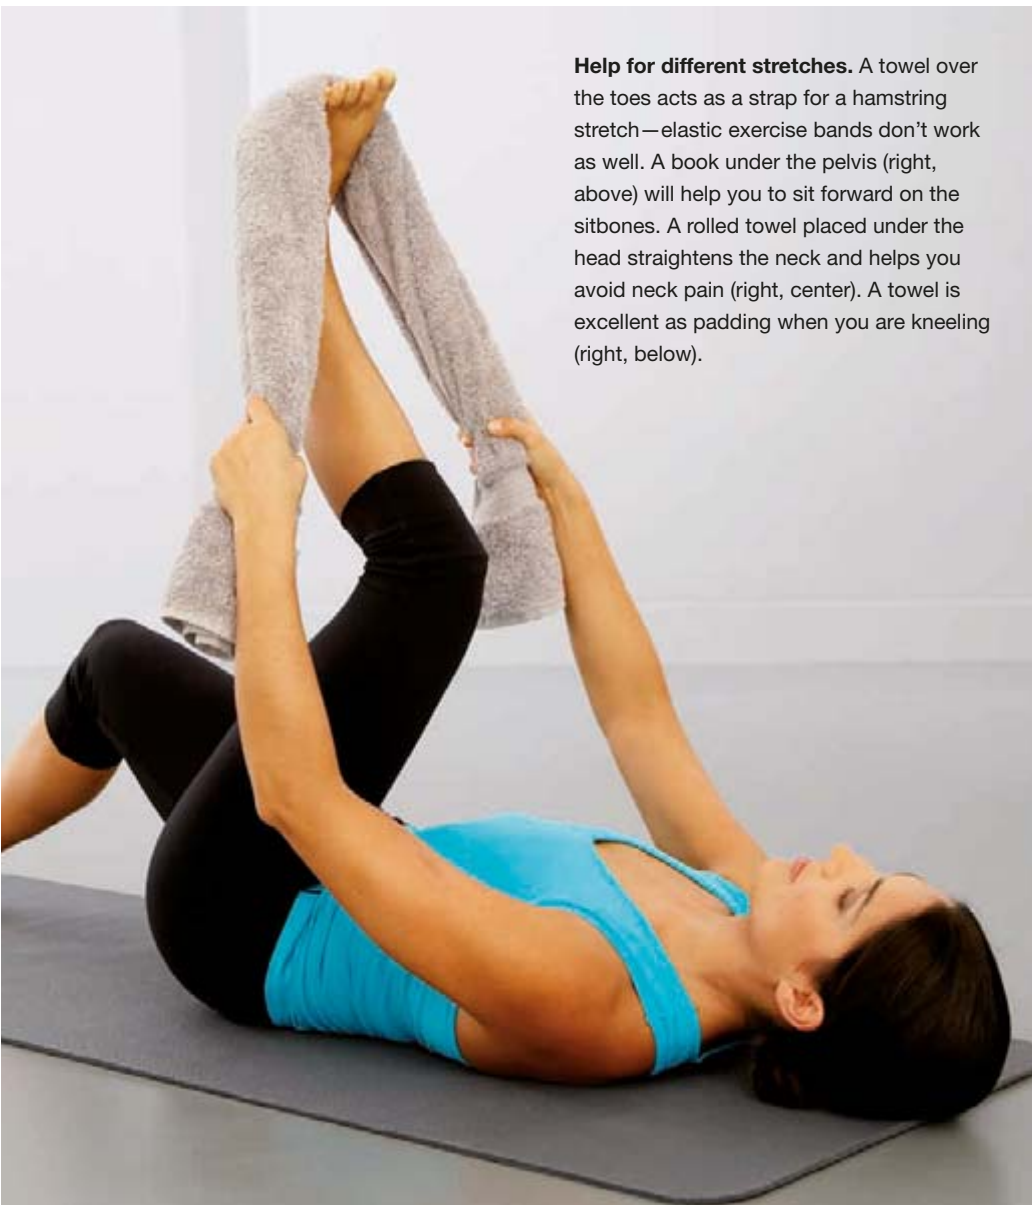 Help for different stretches. A towel over
the toes acts as a strap for a hamstring
stretch—elastic exercise bands don’t work
as well. A book under the pelvis (right,
above) will help you to sit forward on the
sitbones. A rolled towel placed under the
head straightens the neck and helps you
avoid neck pain (right, center). A towel is
excellent as padding when you are kneeling
(right, below).